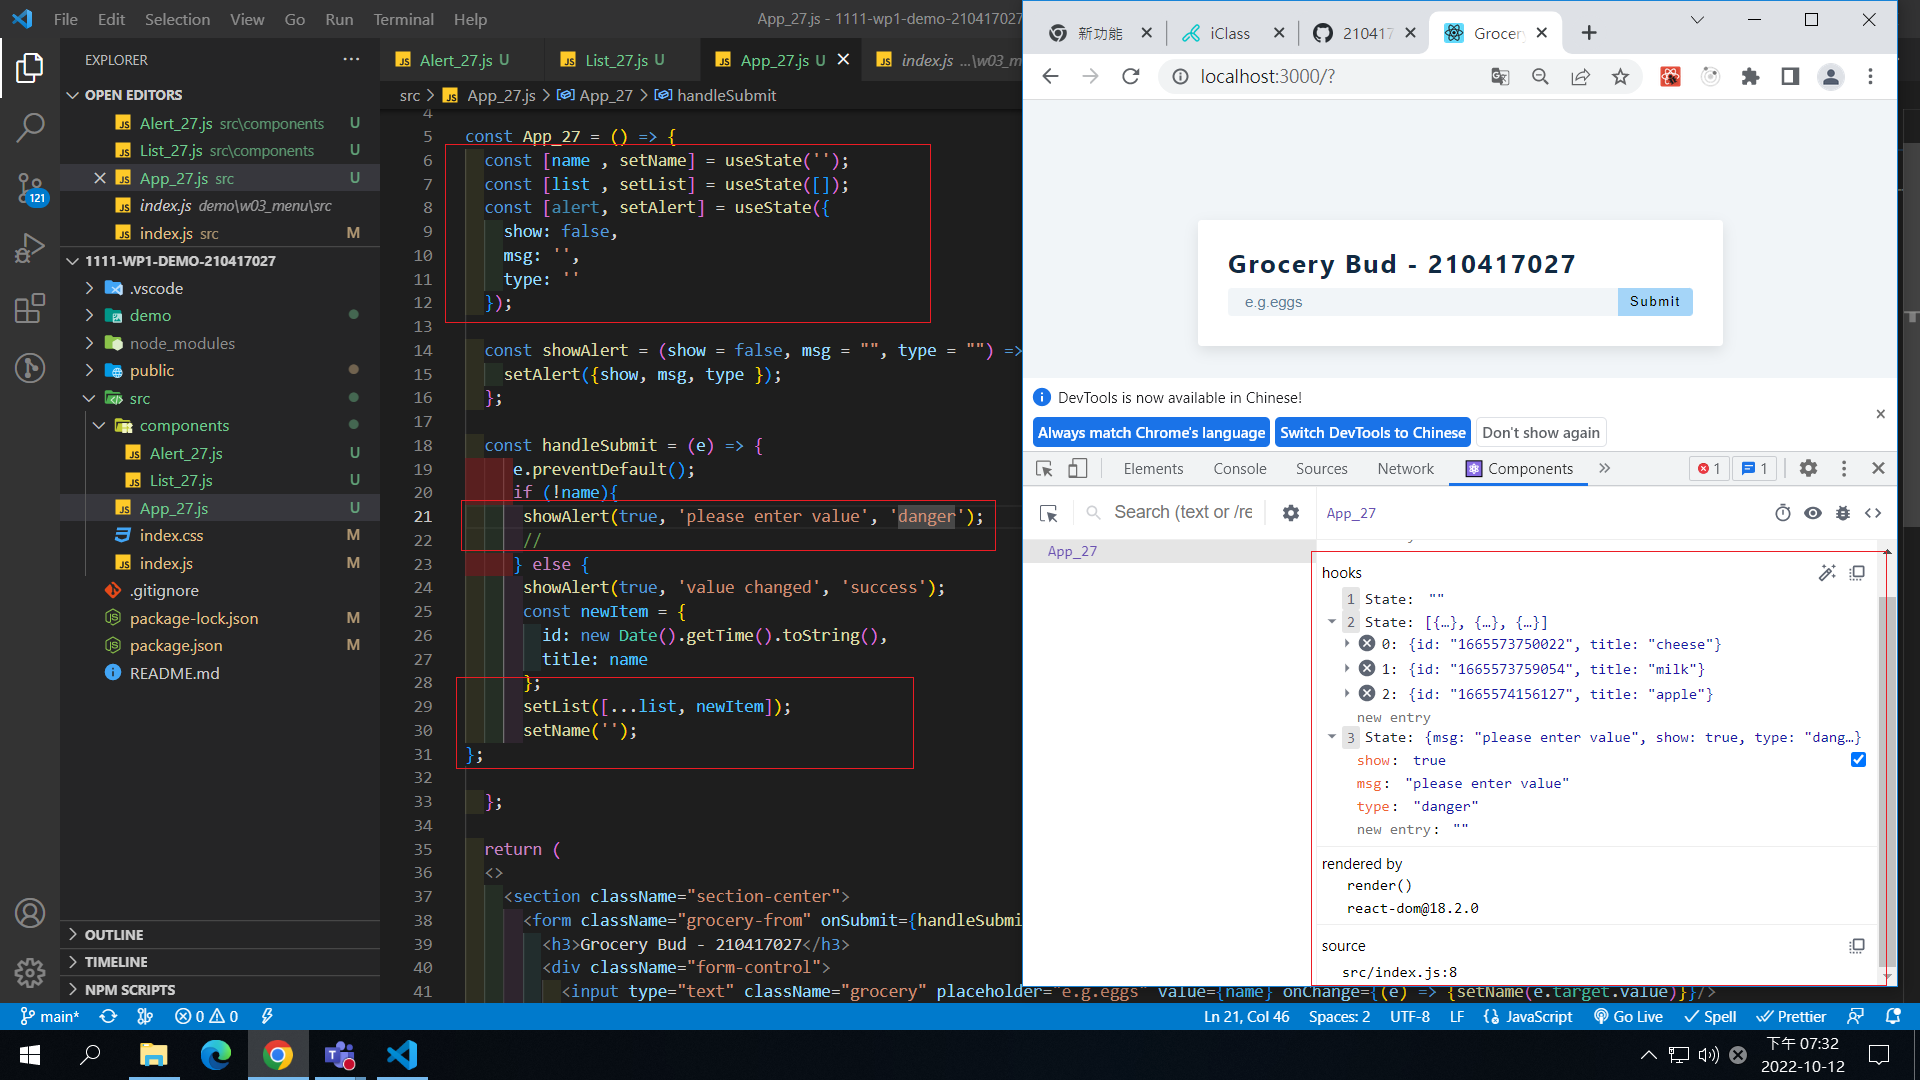 File Edit Selection View Go Run Terminal Help
App_27.js - 1111-wp1-demo-210417027
EXPLORER
OPEN EDITORS
Alert_27.js src\components U
List_27.js src\components U
App_27.js src U
index.js demo\w03_menu\src
index.js src M
1111-WP1-DEMO-210417027
.vscode
demo
node_modules
public
src
components
Alert_27.js U
List_27.js U
App_27.js U
index.css M
index.js M
.gitignore
package-lock.json M
package.json M
README.md
OUTLINE
TIMELINE
NPM SCRIPTS
121
Alert_27.js U
List_27.js U
App_27.js U
index.js ...\w03_m
src > App_27.js > App_27 > handleSubmit
4
5 const App_27 = () => {
6 const [name , setName] = useState('');
7 const [list , setList] = useState([]);
8 const [alert, setAlert] = useState({
9 show: false,
10 msg: '',
11 type: ''
12 });
13
14 const showAlert = (show = false, msg = "", type = "") =>
15 setAlert({show, msg, type });
16 };
17
18 const handleSubmit = (e) => {
19 e.preventDefault();
20 if (!name){
21 showAlert(true, 'please enter value', 'danger');
22 //
23 } else {
24 showAlert(true, 'value changed', 'success');
25 const newItem = {
26 id: new Date().getTime().toString(),
27 title: name
28 };
29 setList([...list, newItem]);
30 setName('');
31 };
32
33 };
34
35 return (
36 <>
37 <section className="section-center">
38 <form className="grocery-from" onSubmit={handleSubmi
39 <h3>Grocery Bud - 210417027</h3>
40 <div className="form-control">
41 <input type="text" className="grocery" placeholder="e.g.eggs" value={name} onChange={(e) => {setName(e.target.value)}}/>
新功能
iClass
210417
Grocer
localhost:3000/?
Grocery Bud - 210417027
e.g.eggs
Submit
DevTools is now available in Chinese!
Always match Chrome's language
Switch DevTools to Chinese
Don't show again
Elements Console Sources Network Components » 1 1
Search (text or /re
App_27
App_27
hooks
1 State: ""
2 State: [{…}, {…}, {…}]
0: {id: "1665573750022", title: "cheese"}
1: {id: "1665573759054", title: "milk"}
2: {id: "1665574156127", title: "apple"}
new entry
3 State: {msg: "please enter value", show: true, type: "dang…}
show: true
msg: "please enter value"
type: "danger"
new entry: ""
rendered by
render()
react-dom@18.2.0
source
src/index.js:8
main* 0 0
Ln 21, Col 46 Spaces: 2 UTF-8 LF JavaScript Go Live Spell Prettier
下午 07:32
2022-10-12